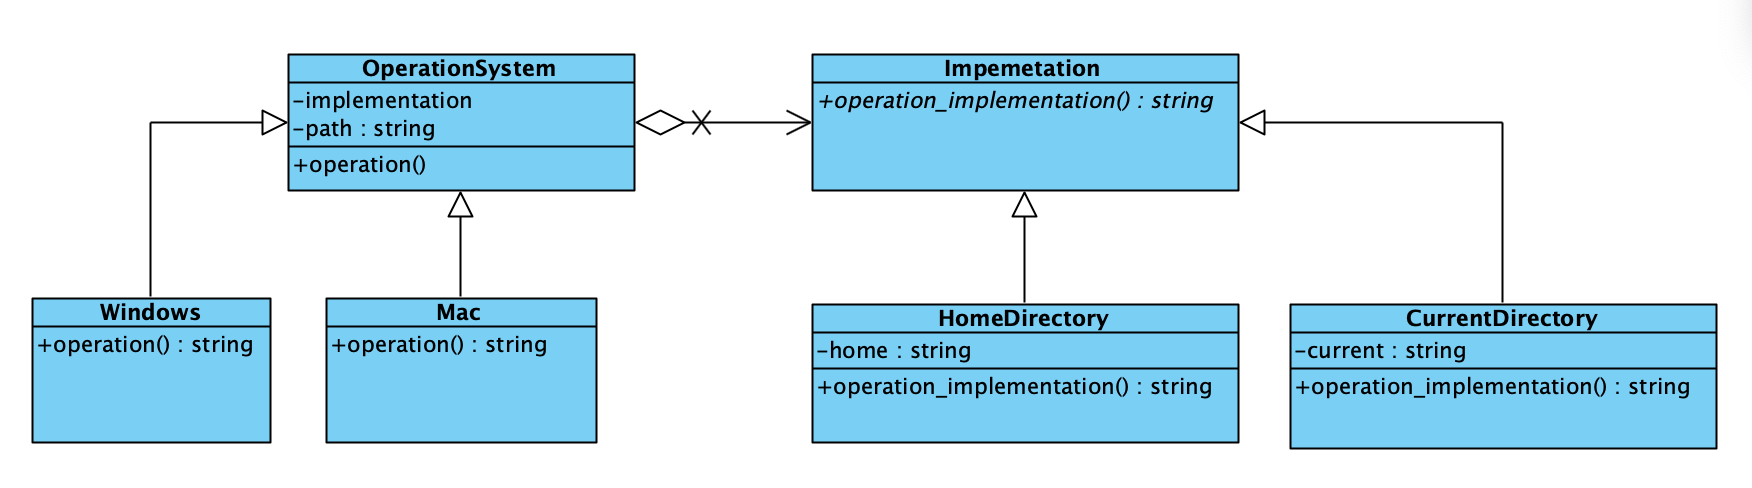 OperationSystem
-implementation
-path : string
+operation()
Impemetation
+operation_implementation() : string
Windows
+operation() : string
Mac
+operation() : string
HomeDirectory
-home : string
+operation_implementation() : string
CurrentDirectory
-current : string
+operation_implementation() : string